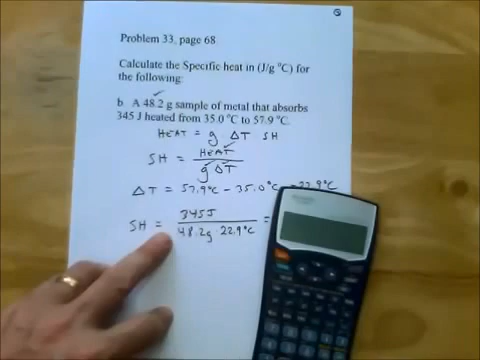 Problem 33, page 68
Calculate the Specific heat in (J/g °C) for
the following:
b A 48.2 g sample of metal that absorbs
345 J heated from 35.0 °C to 57.9 °C.
HEAT = g ΔT SH
SH = HEAT / g ΔT
ΔT = 57.9°C - 35.0°C = 22.9°C
SH = 345J / 48.2g · 22.9°C =